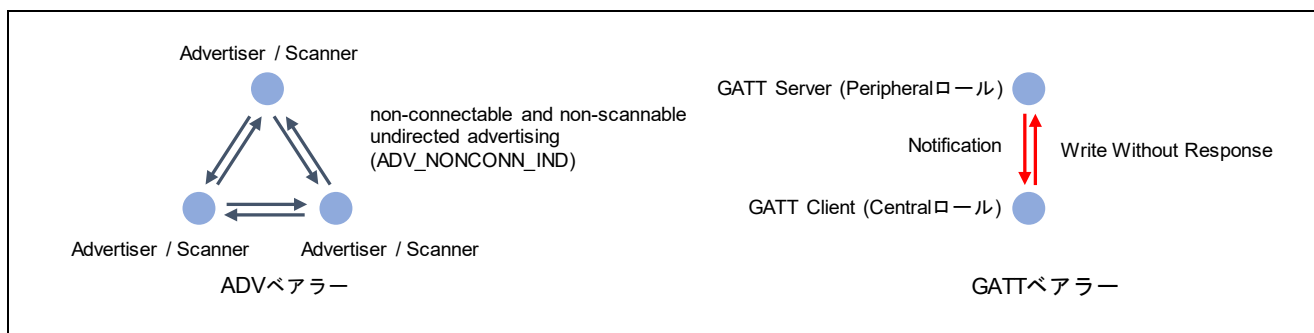 Advertiser / Scanner
non-connectable and non-scannable
undirected advertising
(ADV_NONCONN_IND)
Advertiser / Scanner
Advertiser / Scanner
ADVベアラー
GATT Server (Peripheralロール)
Notification
Write Without Response
GATT Client (Centralロール)
GATTベアラー